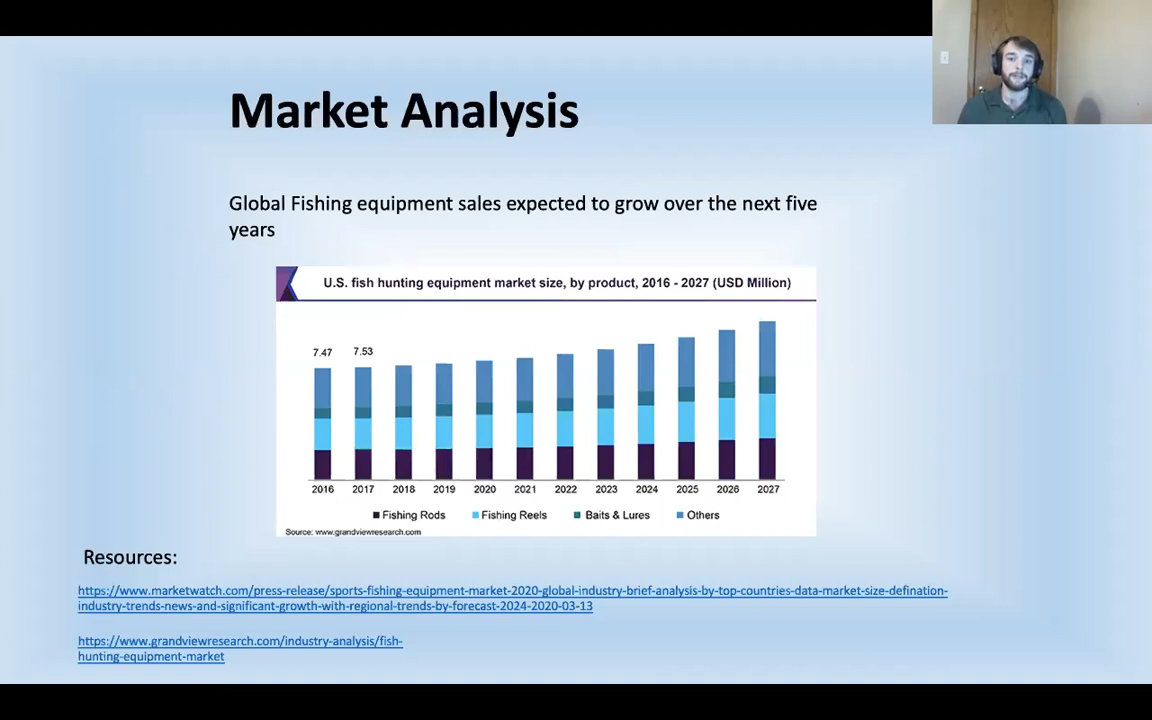 Market Analysis
Global Fishing equipment sales expected to grow over the next five
years
U.S. fish hunting equipment market size, by product, 2016 - 2027 (USD Million)
7.47 7.53
2016 2017 2018 2019 2020 2021 2022 2023 2024 2025 2026 2027
Fishing Rods Fishing Reels Baits & Lures Others
Source: www.grandviewresearch.com
Resources:
https://www.marketwatch.com/press-release/sports-fishing-equipment-market-2020-global-industry-brief-analysis-by-top-countries-data-market-size-defination-
industry-trends-news-and-significant-growth-with-regional-trends-by-forecast-2024-2020-03-13
https://www.grandviewresearch.com/industry-analysis/fish-
hunting-equipment-market